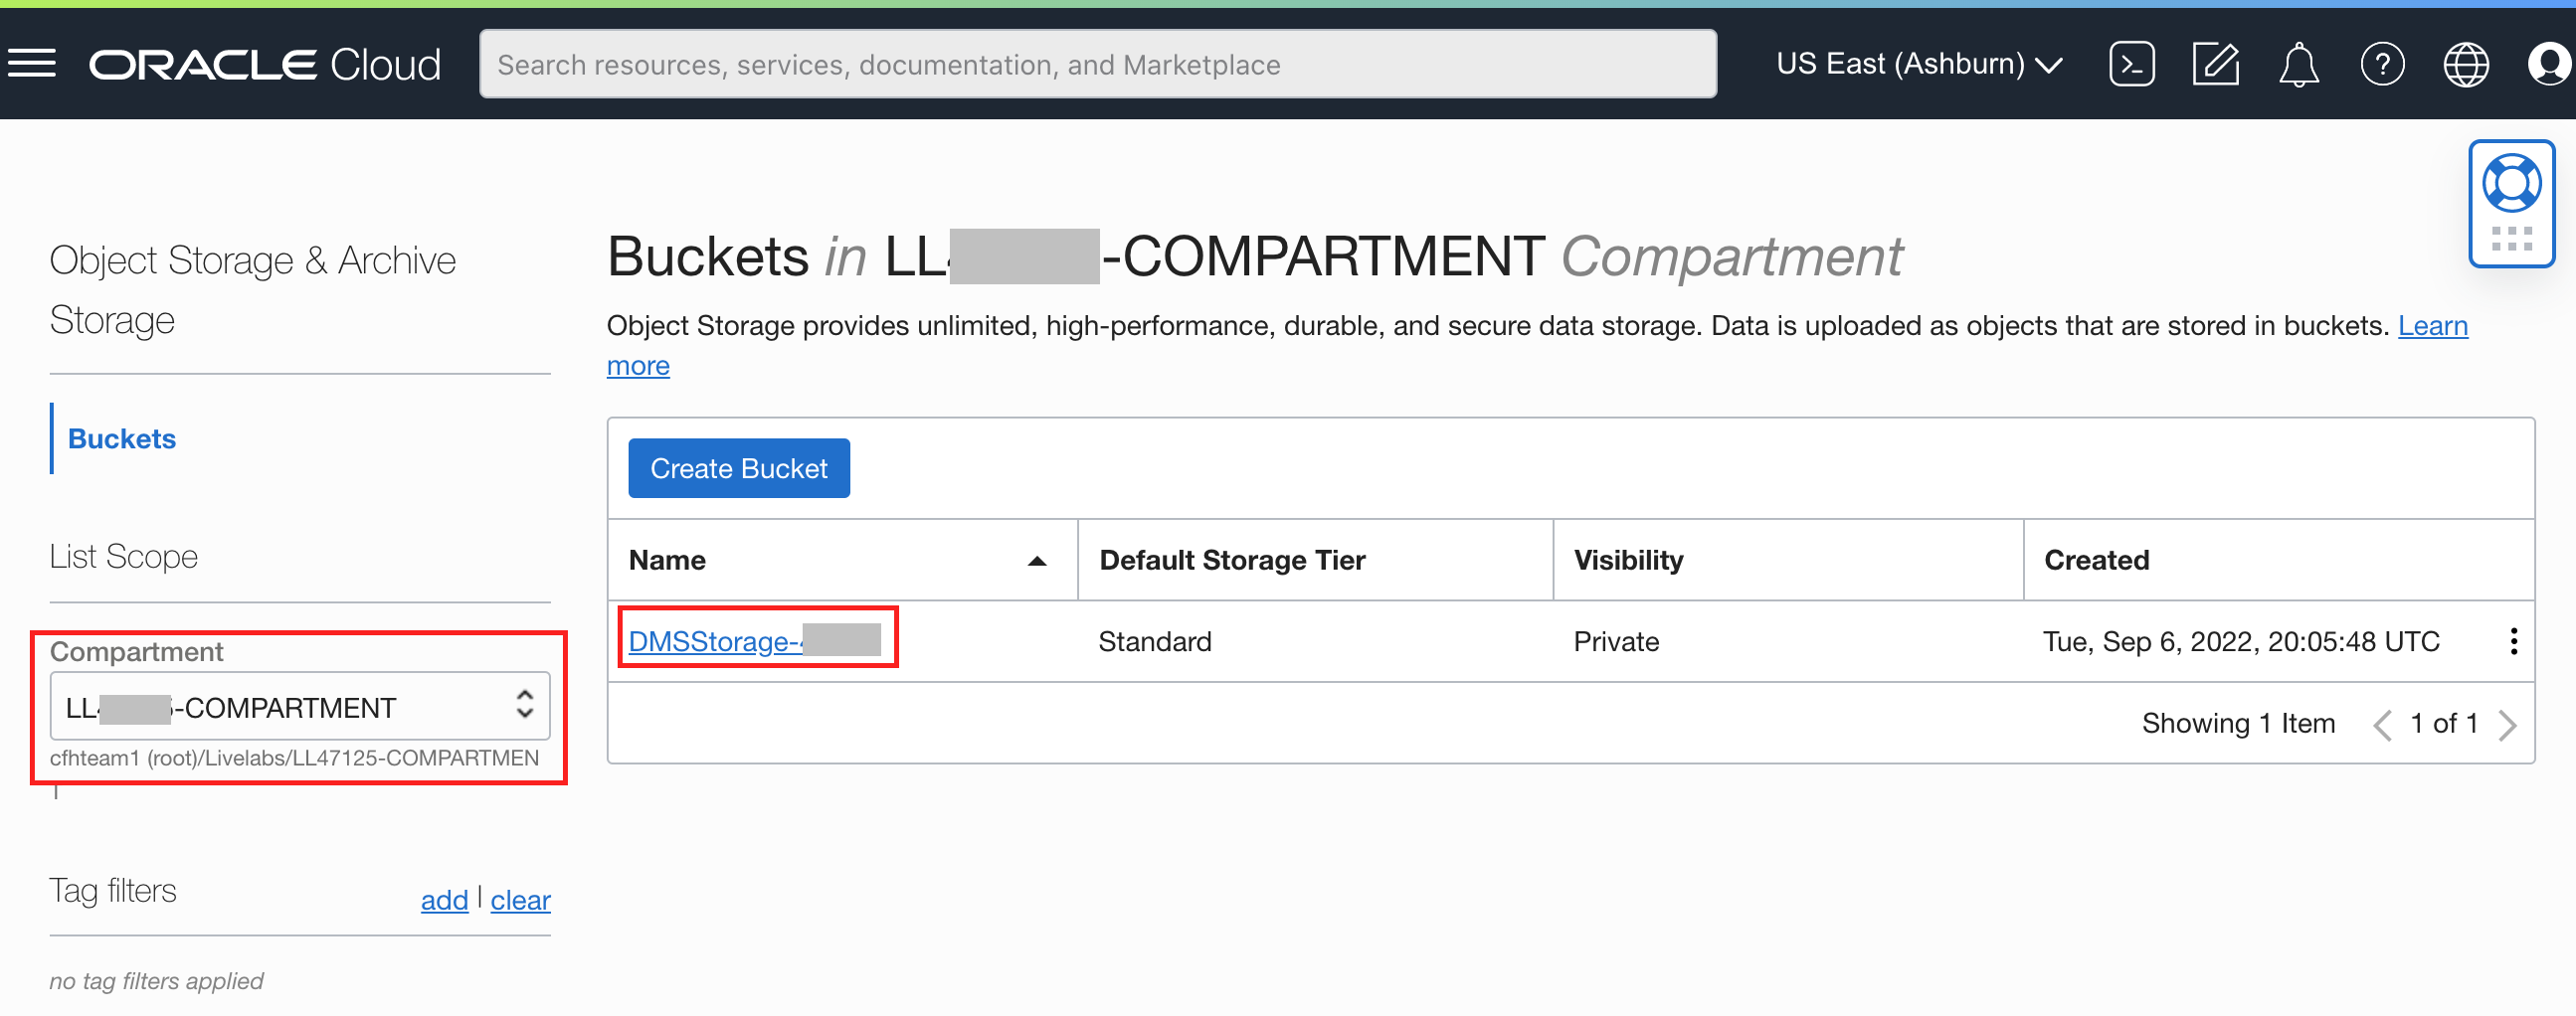 ORACLE Cloud
Search resources, services, documentation, and Marketplace
US East (Ashburn)
Object Storage & Archive
Storage
Buckets
List Scope
Compartment
LL -COMPARTMENT
cfhteam1 (root)/Livelabs/LL47125-COMPARTMEN
Tag filters
add | clear
no tag filters applied
Buckets in LL -COMPARTMENT Compartment
Object Storage provides unlimited, high-performance, durable, and secure data storage. Data is uploaded as objects that are stored in buckets. Learn
more
Create Bucket
Name Default Storage Tier Visibility Created
DMSStorage- Standard Private Tue, Sep 6, 2022, 20:05:48 UTC
Showing 1 Item < 1 of 1 >